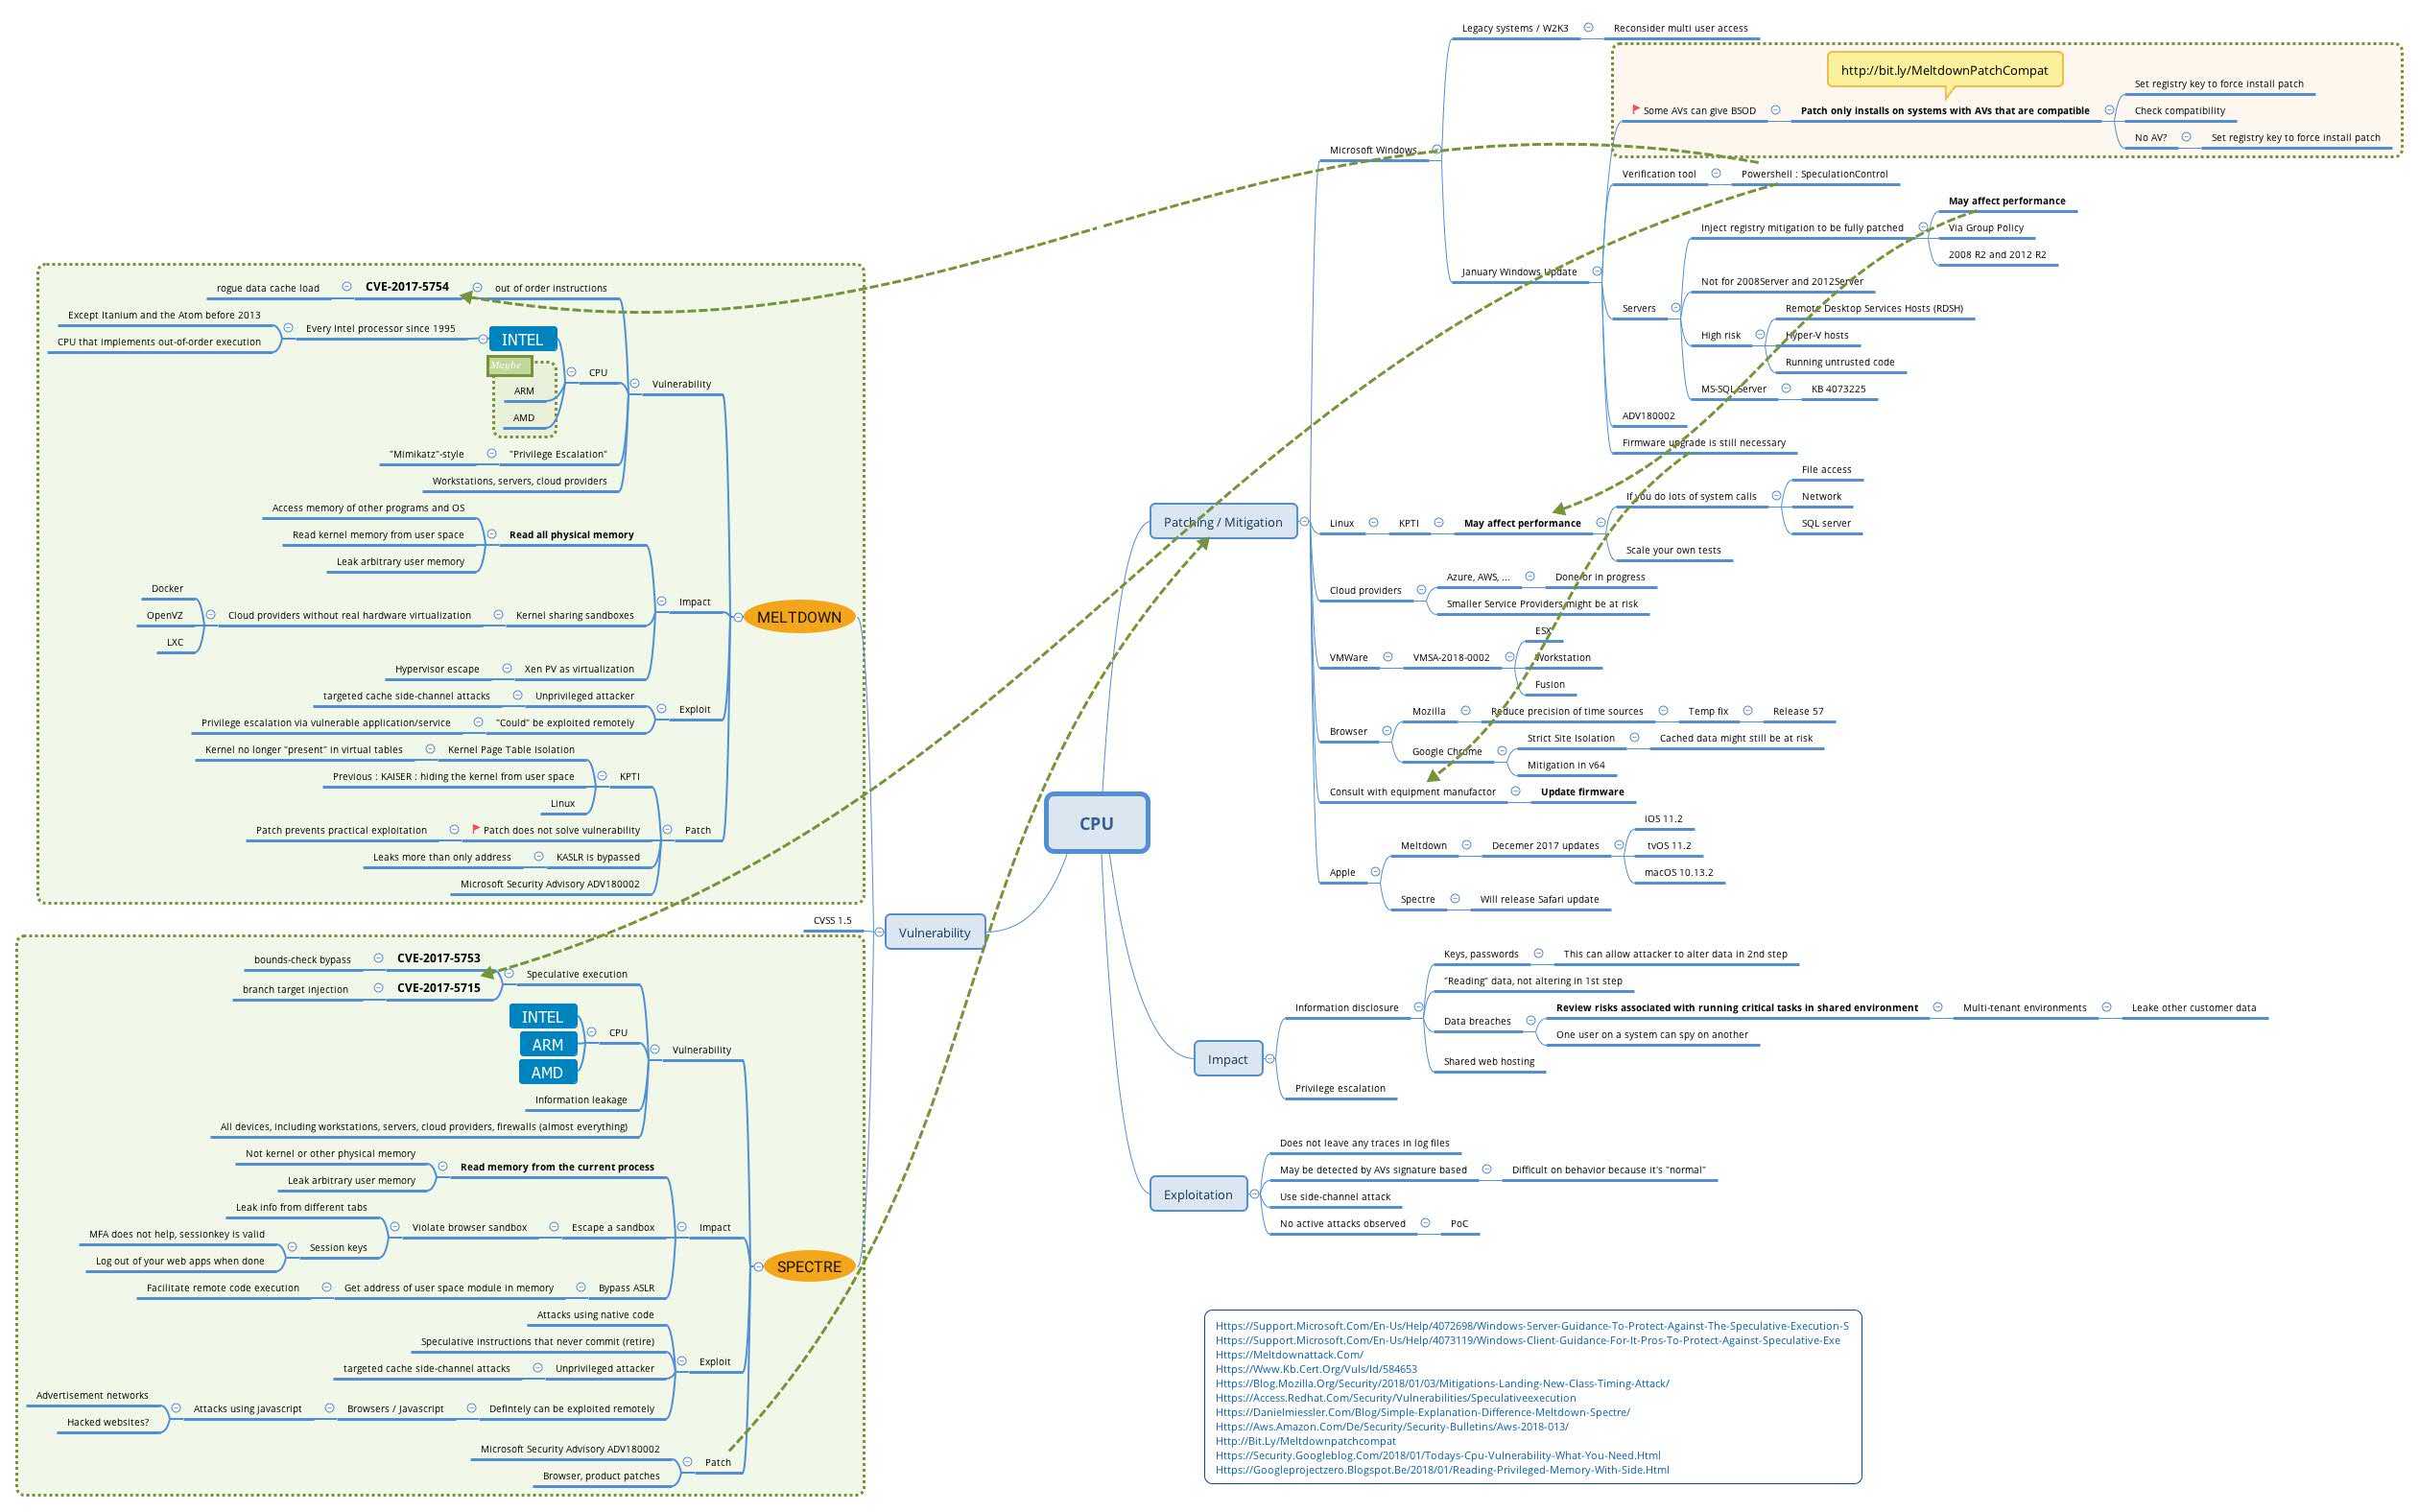 Legacy systems / W2K3
Reconsider multi user access
http://bit.ly/MeltdownPatchCompat
Set registry key to force install patch
Some AVs can give BSOD
Patch only installs on systems with AVs that are compatible
Check compatibility
No AV?
Set registry key to force install patch
Microsoft Windows
Verification tool
Powershell : SpeculationControl
May affect performance
Inject registry mitigation to be fully patched
Via Group Policy
2008 R2 and 2012 R2
January Windows Update
Not for 2008Server and 2012Server
Servers
Remote Desktop Services Hosts (RDSH)
High risk
Hyper-V hosts
Running untrusted code
MS-SQL Server
KB 4073225
ADV180002
Firmware upgrade is still necessary
Patching / Mitigation
Linux
KPTI
May affect performance
If you do lots of system calls
File access
Network
SQL server
Scale your own tests
Cloud providers
Azure, AWS, ...
Done or in progress
Smaller Service Providers might be at risk
VMWare
VMSA-2018-0002
ESX
Workstation
Fusion
Browser
Mozilla
Reduce precision of time sources
Temp fix
Release 57
Google Chrome
Strict Site Isolation
Cached data might still be at risk
Mitigation in v64
Consult with equipment manufactor
Update firmware
Apple
Meltdown
Decemer 2017 updates
iOS 11.2
tvOS 11.2
macOS 10.13.2
Spectre
Will release Safari update
CPU
Vulnerability
CVSS 1.5
MELTDOWN
Vulnerability
out of order instructions
CVE-2017-5754
rogue data cache load
CPU
INTEL
Every Intel processor since 1995
Except Itanium and the Atom before 2013
CPU that implements out-of-order execution
Maybe
ARM
AMD
"Privilege Escalation"
"Mimikatz"-style
Workstations, servers, cloud providers
Impact
Read all physical memory
Access memory of other programs and OS
Read kernel memory from user space
Leak arbitrary user memory
Kernel sharing sandboxes
Cloud providers without real hardware virtualization
Docker
OpenVZ
LXC
Xen PV as virtualization
Hypervisor escape
Exploit
Unprivileged attacker
targeted cache side-channel attacks
"Could" be exploited remotely
Privilege escalation via vulnerable application/service
Patch
KPTI
Kernel Page Table Isolation
Kernel no longer "present" in virtual tables
Previous : KAISER : hiding the kernel from user space
Linux
Patch does not solve vulnerability
Patch prevents practical exploitation
KASLR is bypassed
Leaks more than only address
Microsoft Security Advisory ADV180002
SPECTRE
Vulnerability
Speculative execution
CVE-2017-5753
bounds-check bypass
CVE-2017-5715
branch target injection
CPU
INTEL
ARM
AMD
Information leakage
All devices, including workstations, servers, cloud providers, firewalls (almost everything)
Impact
Read memory from the current process
Not kernel or other physical memory
Leak arbitrary user memory
Escape a sandbox
Violate browser sandbox
Leak info from different tabs
Session keys
MFA does not help, sessionkey is valid
Log out of your web apps when done
Bypass ASLR
Get address of user space module in memory
Facilitate remote code execution
Exploit
Attacks using native code
Speculative instructions that never commit (retire)
Unprivileged attacker
targeted cache side-channel attacks
Defintely can be exploited remotely
Browsers / Javascript
Attacks using javascript
Advertisement networks
Hacked websites?
Patch
Microsoft Security Advisory ADV180002
Browser, product patches
Impact
Information disclosure
Keys, passwords
This can allow attacker to alter data in 2nd step
"Reading" data, not altering in 1st step
Data breaches
Review risks associated with running critical tasks in shared environment
Multi-tenant environments
Leake other customer data
One user on a system can spy on another
Shared web hosting
Privilege escalation
Exploitation
Does not leave any traces in log files
May be detected by AVs signature based
Difficult on behavior because it's "normal"
Use side-channel attack
No active attacks observed
PoC
Https://Support.Microsoft.Com/En-Us/Help/4072698/Windows-Server-Guidance-To-Protect-Against-The-Speculative-Execution-S
Https://Support.Microsoft.Com/En-Us/Help/4073119/Windows-Client-Guidance-For-It-Pros-To-Protect-Against-Speculative-Exe
Https://Meltdownattack.Com/
Https://Www.Kb.Cert.Org/Vuls/Id/584653
Https://Blog.Mozilla.Org/Security/2018/01/03/Mitigations-Landing-New-Class-Timing-Attack/
Https://Access.Redhat.Com/Security/Vulnerabilities/Speculativeexecution
Https://Danielmiessler.Com/Blog/Simple-Explanation-Difference-Meltdown-Spectre/
Https://Aws.Amazon.Com/De/Security/Security-Bulletins/Aws-2018-013/
Http://Bit.Ly/Meltdownpatchcompat
Https://Security.Googleblog.Com/2018/01/Todays-Cpu-Vulnerability-What-You-Need.Html
Https://Googleprojectzero.Blogspot.Be/2018/01/Reading-Privileged-Memory-With-Side.Html